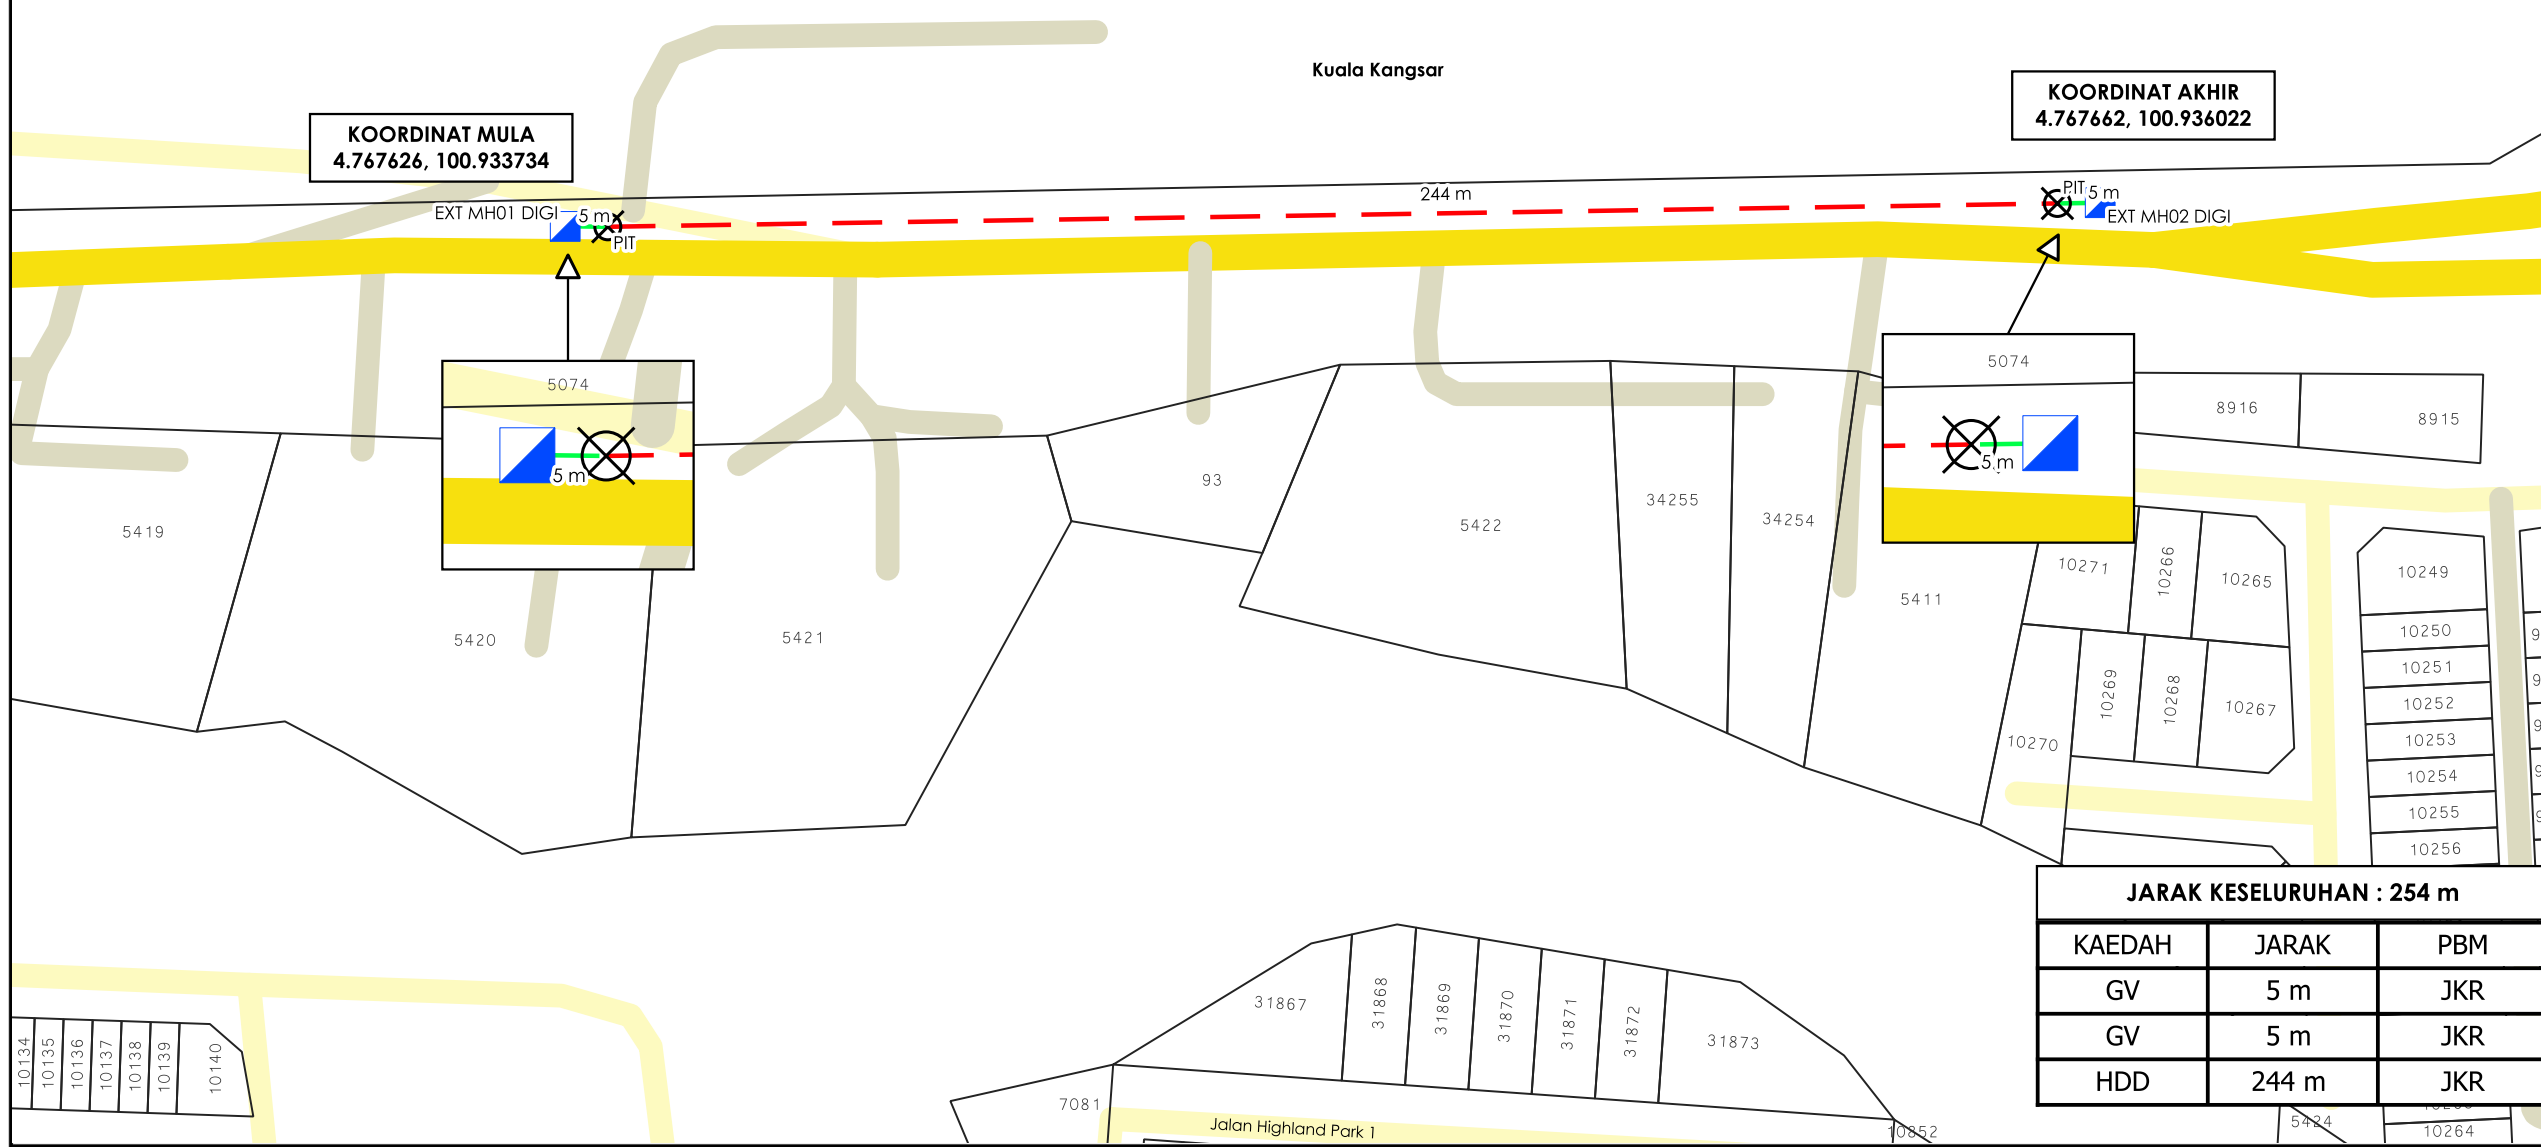 Kuala Kangsar
KOORDINAT MULA
4.767626, 100.933734
KOORDINAT AKHIR
4.767662, 100.936022
EXT MH01 DIGI
5 m
PIT
244 m
PIT
5 m
EXT MH02 DIGI
5074
5 m
5074
5 m
8916
8915
93
5419
5420
5421
5422
34255
34254
5411
10271
10266
10265
10249
10250
10251
10252
10253
10254
10255
10256
10270
10269
10268
10267
JARAK KESELURUHAN : 254 m
KAEDAH JARAK PBM
GV 5 m JKR
GV 5 m JKR
HDD 244 m JKR
31867
31868
31869
31870
31871
31872
31873
10134
10135
10136
10137
10138
10139
10140
7081
Jalan Highland Park 1
10852
5424
10264